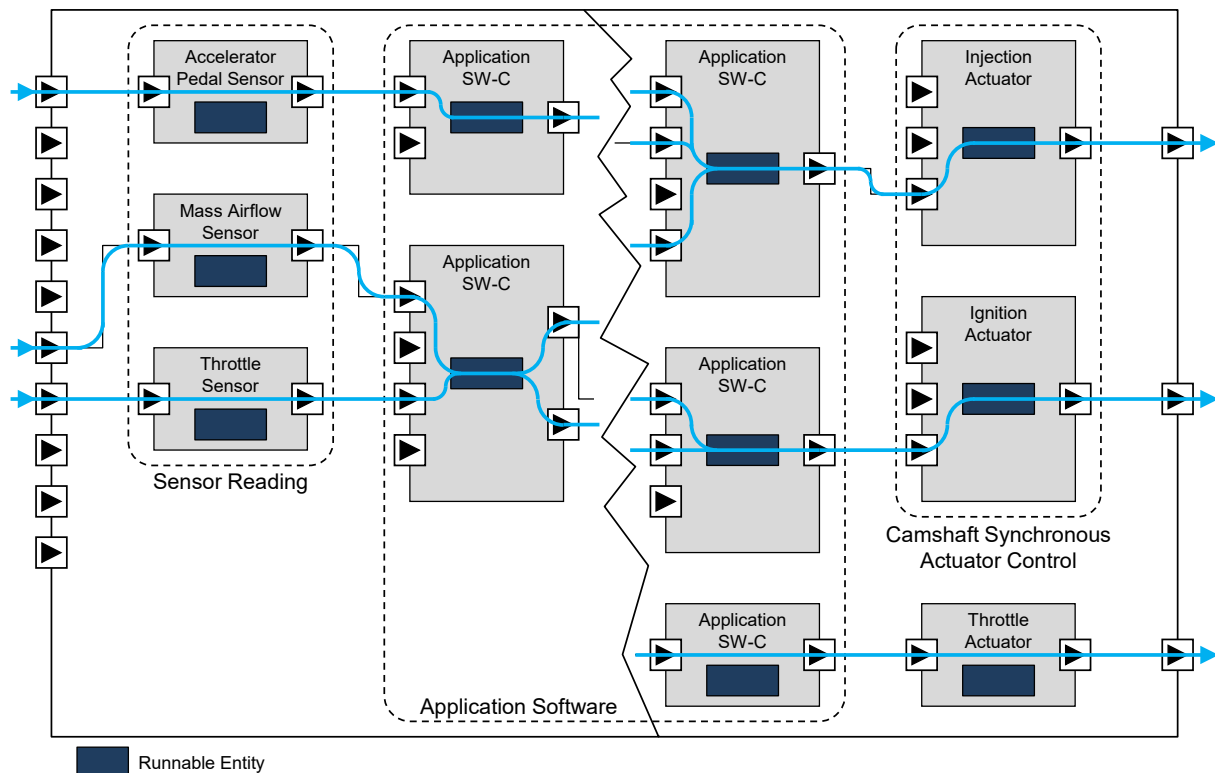 Accelerator
Pedal Sensor
Application
SW-C
Application
SW-C
Injection
Actuator
Mass Airflow
Sensor
Application
SW-C
Ignition
Actuator
Throttle
Sensor
Application
SW-C
Sensor Reading
Camshaft Synchronous
Actuator Control
Application
SW-C
Throttle
Actuator
Application Software
Runnable Entity